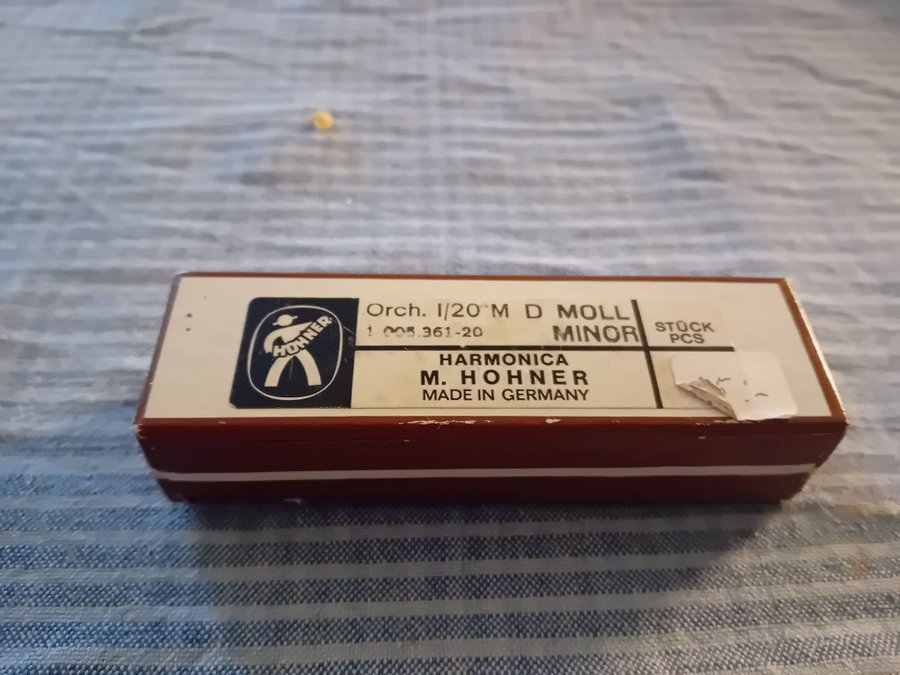 HOHNER
Orch. I/20 M D MOLL
1 005.361-20 MINOR
STÜCK
PCS
HARMONICA
M. HOHNER
MADE IN GERMANY